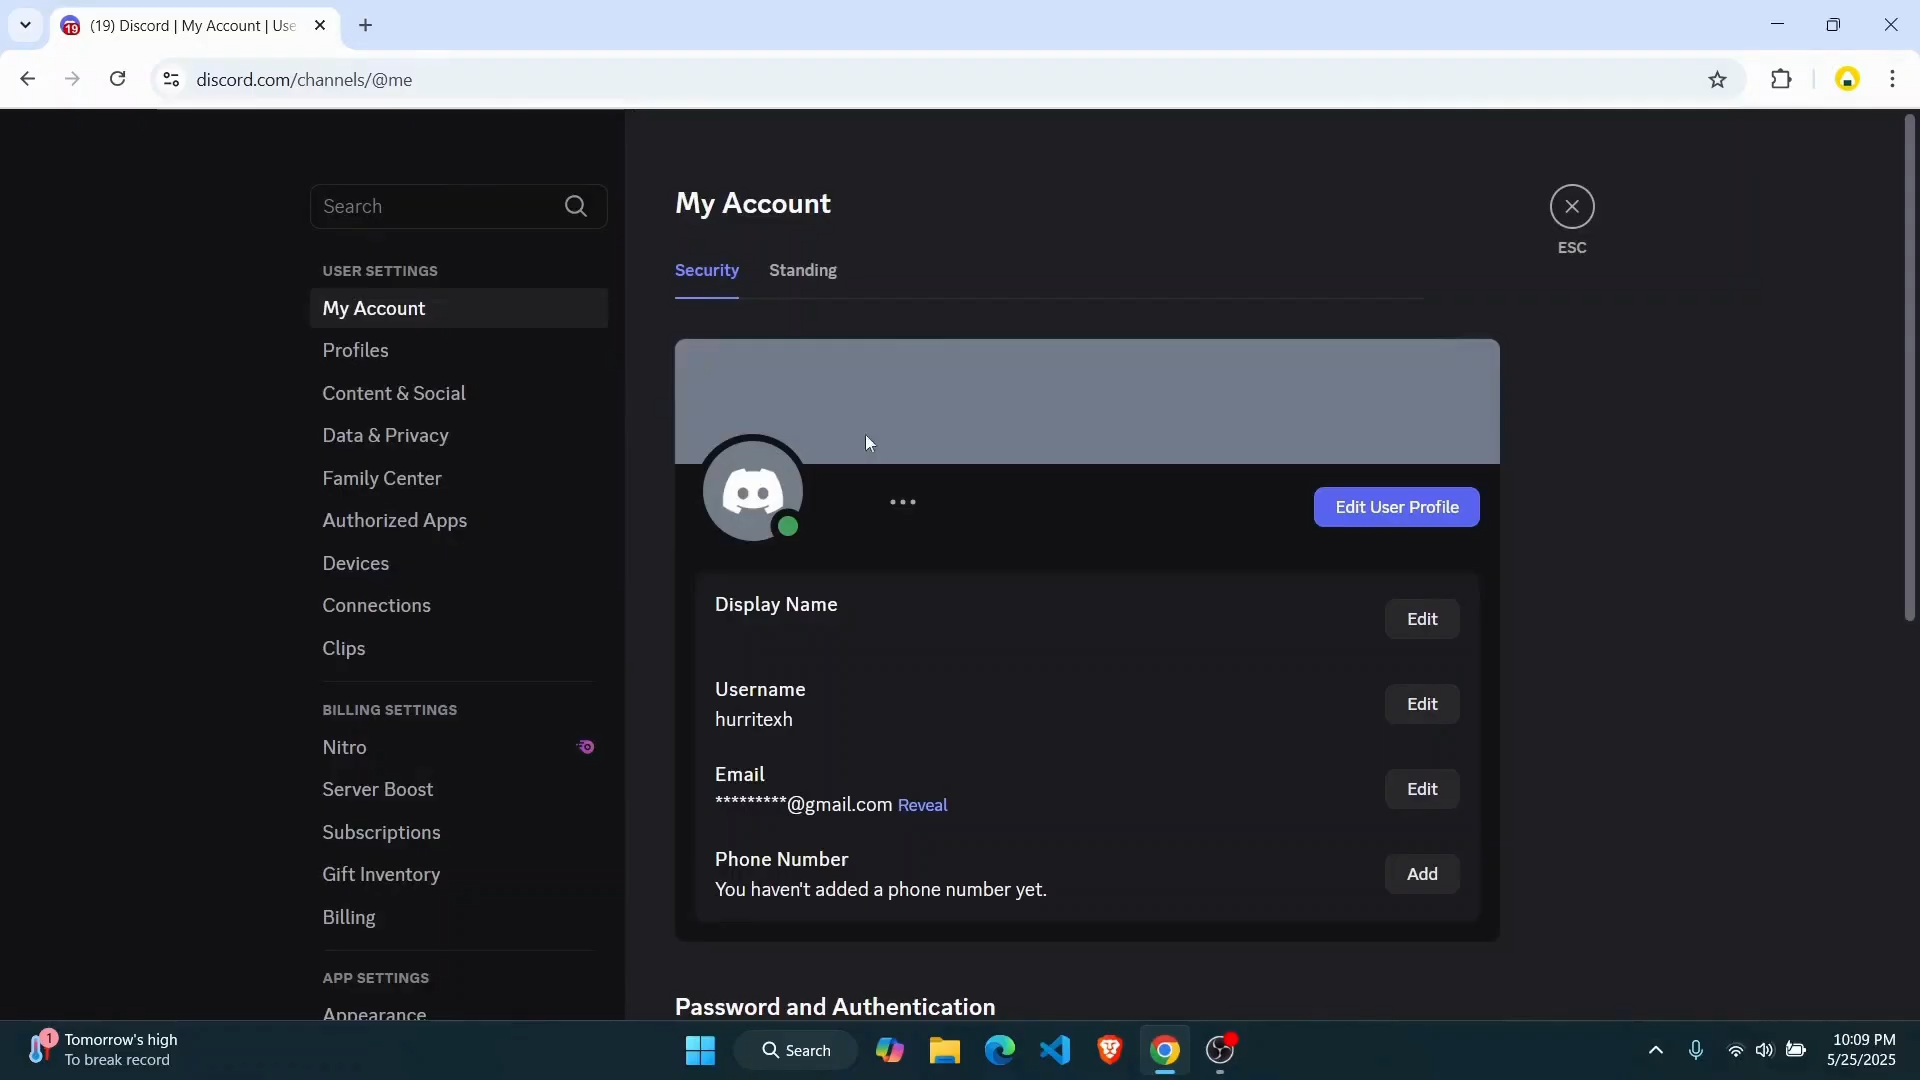 19
(19) Discord | My Account | Use
discord.com/channels/@me
Search
USER SETTINGS
My Account
Profiles
Content & Social
Data & Privacy
Family Center
Authorized Apps
Devices
Connections
Clips
BILLING SETTINGS
Nitro
Server Boost
Subscriptions
Gift Inventory
Billing
APP SETTINGS
Appearance
My Account
ESC
Security Standing
Edit User Profile
Display Name
Edit
Username
hurritexh
Edit
Email
*********@gmail.com Reveal
Edit
Phone Number
You haven't added a phone number yet.
Add
Password and Authentication
1
Tomorrow's high
To break record
Search
10:09 PM
5/25/2025